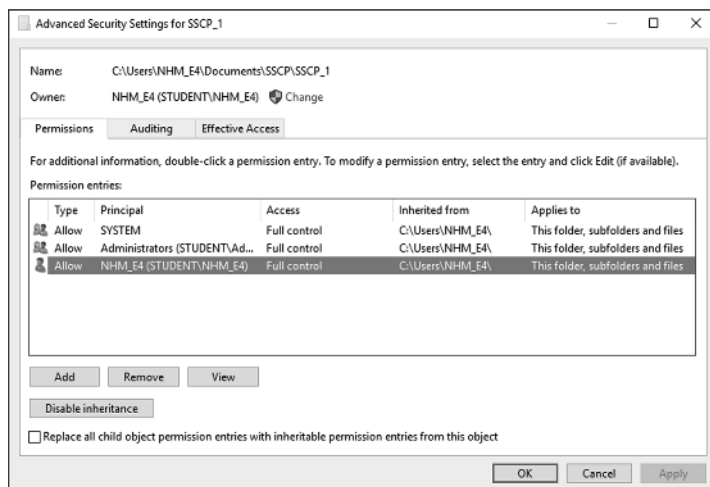 Advanced Security Settings for SSCP_1
Name: C:\Users\NHM_E4\Documents\SSCP\SSCP_1
Owner: NHM_E4 (STUDENT\NHM_E4) Change
Permissions Auditing Effective Access
For additional information, double-click a permission entry. To modify a permission entry, select the entry and click Edit (if available).
Permission entries:
Type Principal Access Inherited from Applies to
Allow SYSTEM Full control C:\Users\NHM_E4\ This folder, subfolders and files
Allow Administrators (STUDENT\Ad... Full control C:\Users\NHM_E4\ This folder, subfolders and files
Allow NHM_E4 (STUDENT\NHM_E4) Full control C:\Users\NHM_E4\ This folder, subfolders and files
Add Remove View
Disable inheritance
Replace all child object permission entries with inheritable permission entries from this object
OK Cancel Apply